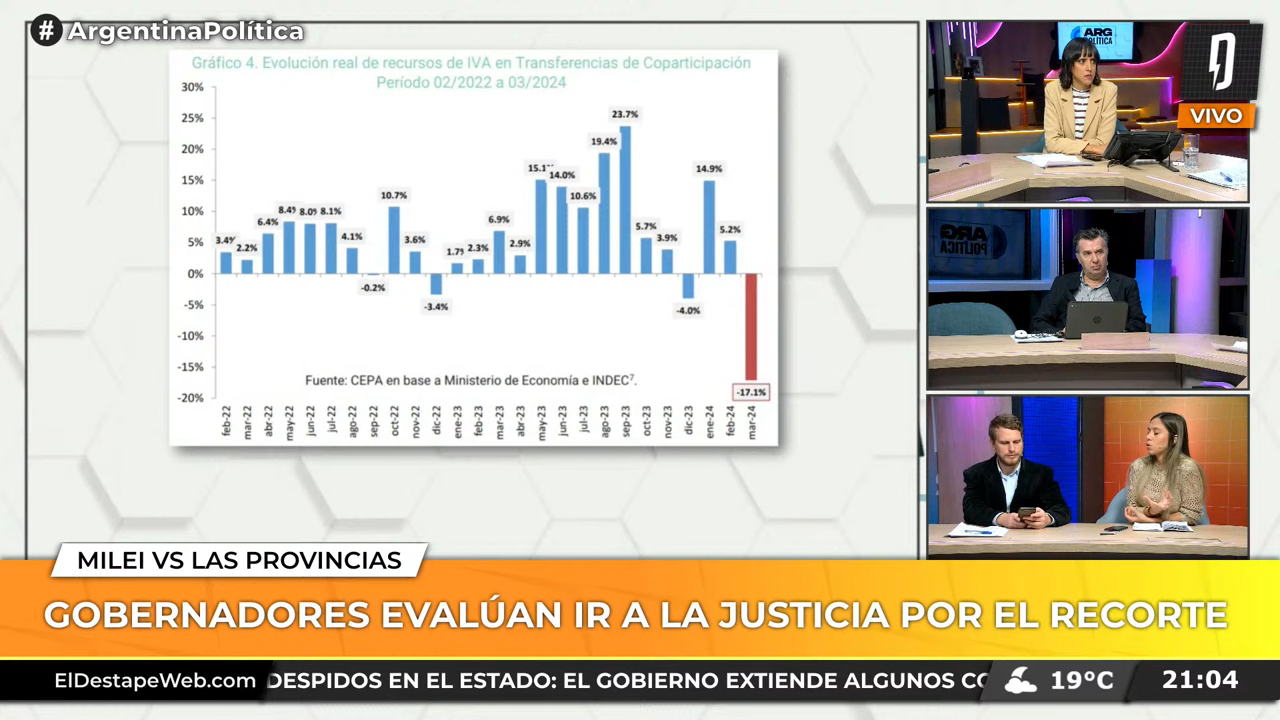 # ArgentinaPolítica
Gráfico 4. Evolución real de recursos de IVA en Transferencias de Coparticipación
Período 02/2022 a 03/2024
30%
25%
20%
15%
10%
5%
0%
-5%
-10%
-15%
-20%
3.4%
2.2%
6.4%
8.4%
8.0%
8.1%
4.1%
-0.2%
10.7%
3.6%
-3.4%
1.7%
2.3%
6.9%
2.9%
15.1%
14.0%
10.6%
19.4%
23.7%
5.7%
3.9%
-4.0%
14.9%
5.2%
-17.1%
Fuente: CEPA en base a Ministerio de Economía e INDEC7.
feb-22
mar-22
abr-22
may-22
jun-22
jul-22
ago-22
sep-22
oct-22
nov-22
dic-22
ene-23
feb-23
mar-23
abr-23
may-23
jun-23
jul-23
ago-23
sep-23
oct-23
nov-23
dic-23
ene-24
feb-24
mar-24
ARG
POLÍTICA
VIVO
ARG
POLÍTICA
MILEI VS LAS PROVINCIAS
GOBERNADORES EVALÚAN IR A LA JUSTICIA POR EL RECORTE
ElDestapeWeb.com
DESPIDOS EN EL ESTADO: EL GOBIERNO EXTIENDE ALGUNOS CO
19°C
21:04